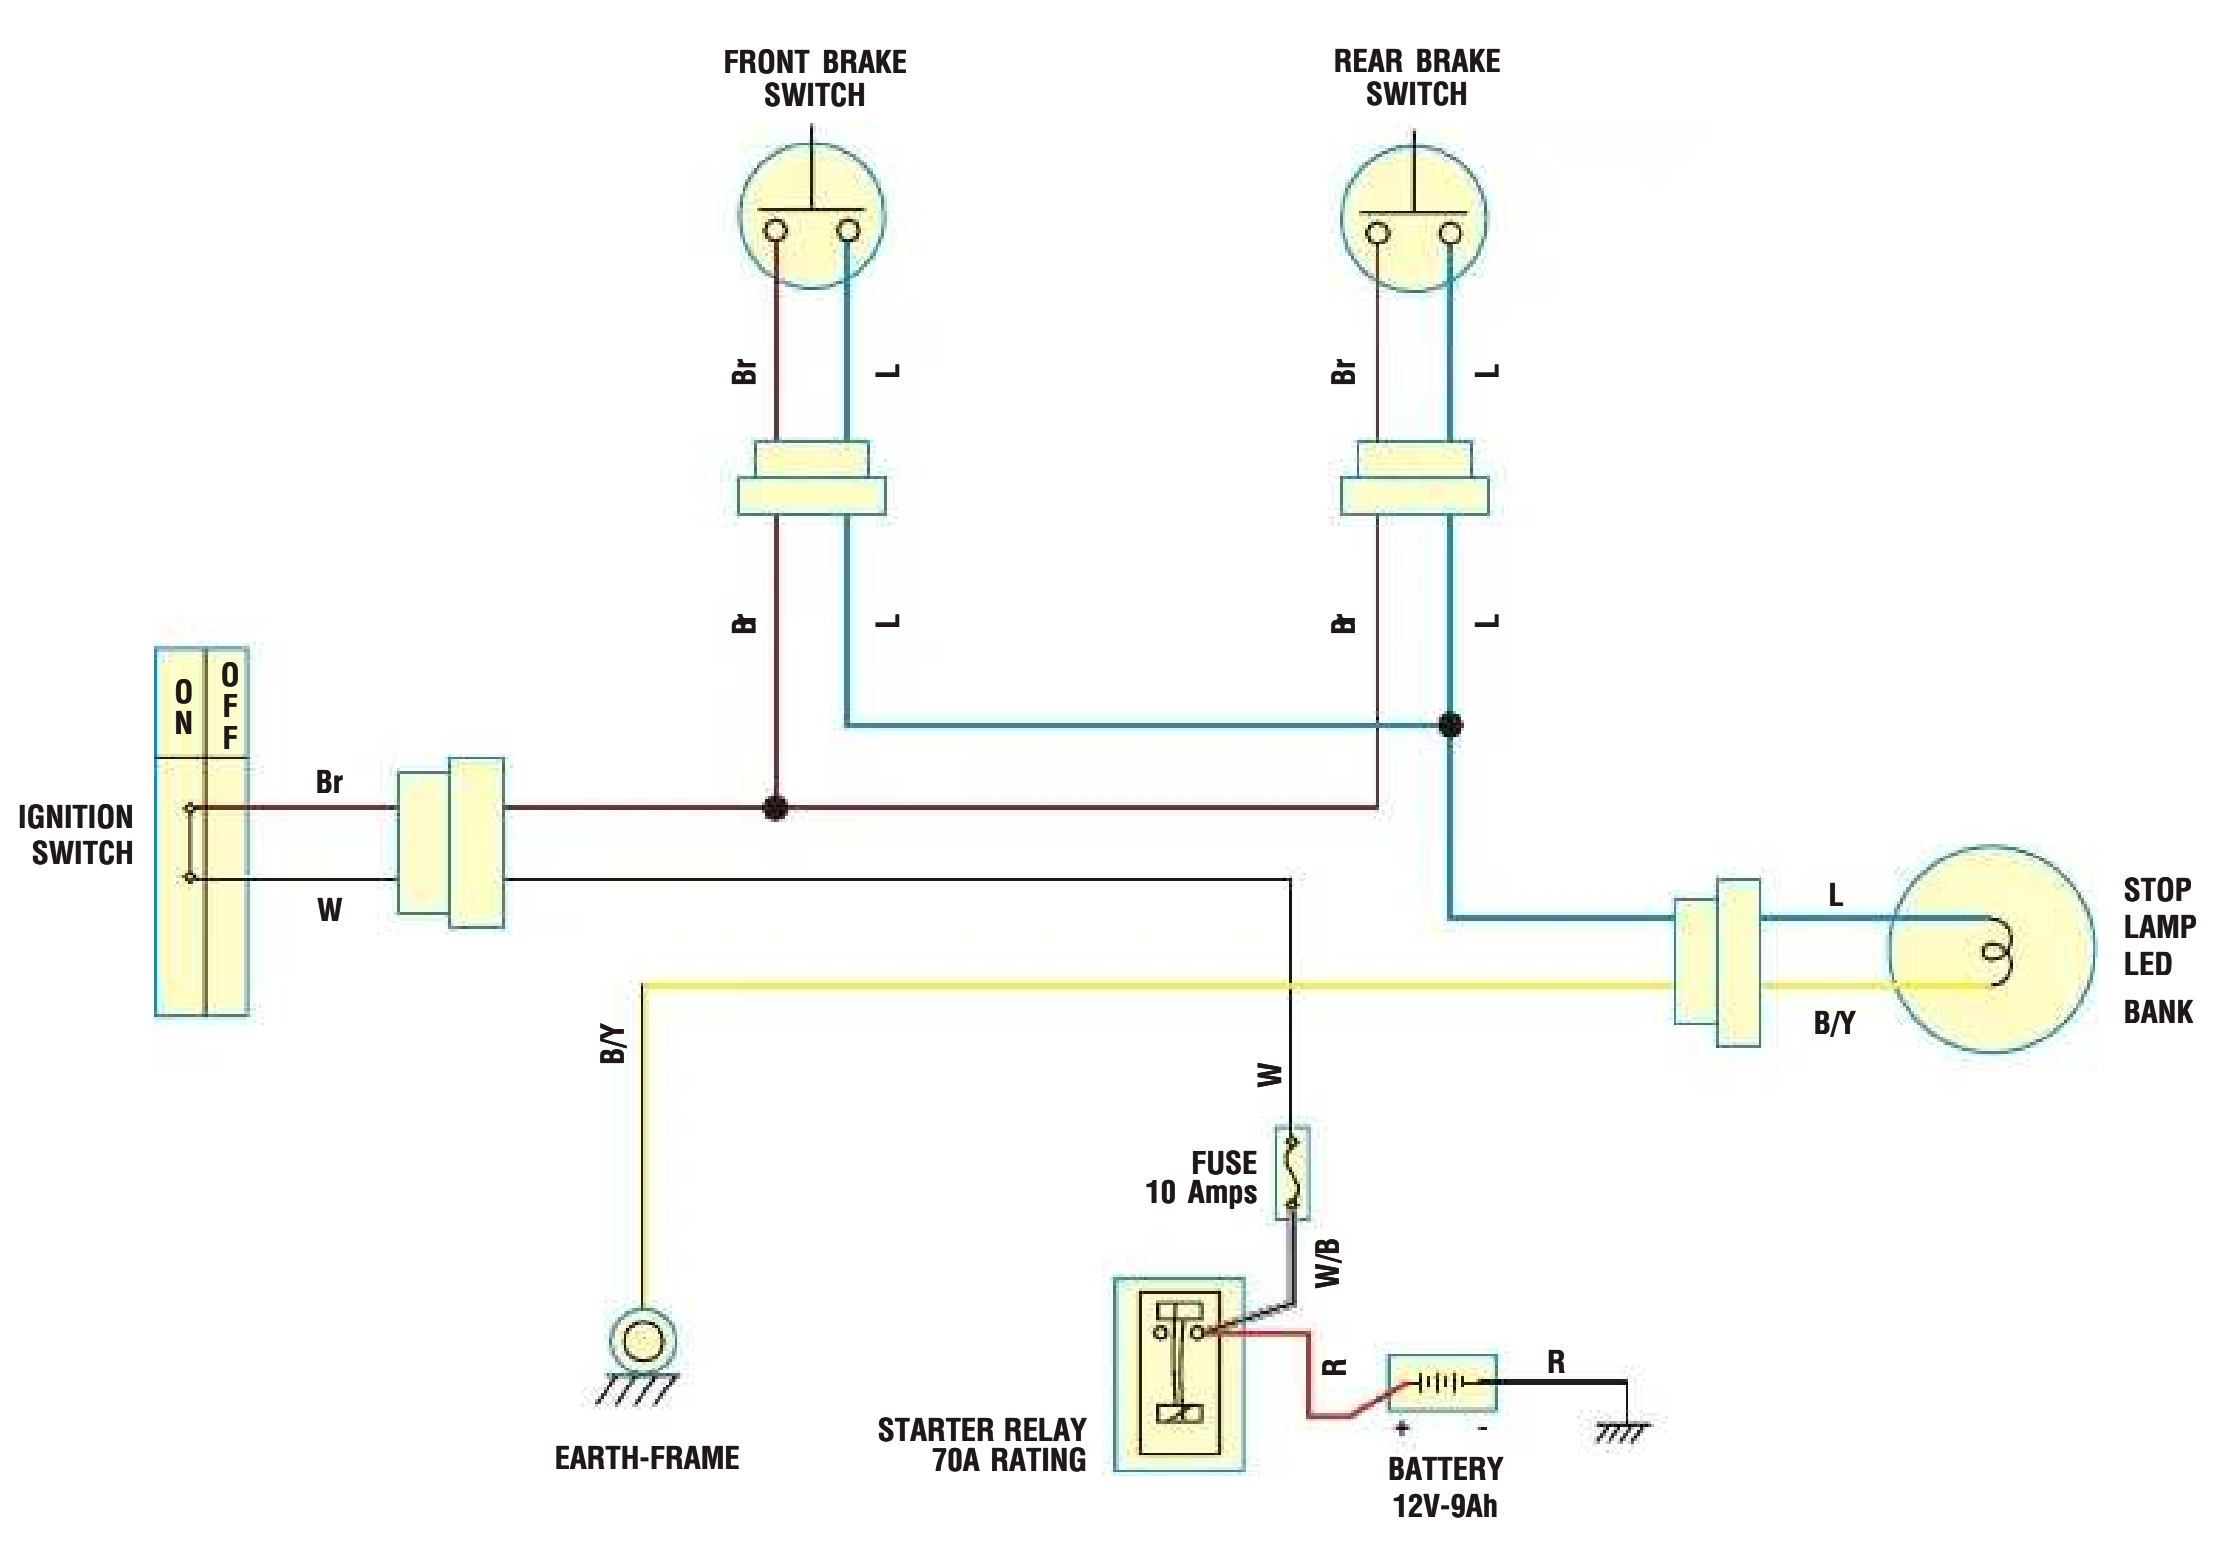 FRONT BRAKE
SWITCH
REAR BRAKE
SWITCH
Br
L
Br
L
Br
L
Br
L
O
N
O
F
F
Br
IGNITION
SWITCH
W
L
STOP
LAMP
LED
BANK
B/Y
B/Y
W
FUSE
10 Amps
W/B
R
R
+
-
STARTER RELAY
70A RATING
EARTH-FRAME
BATTERY
12V-9Ah